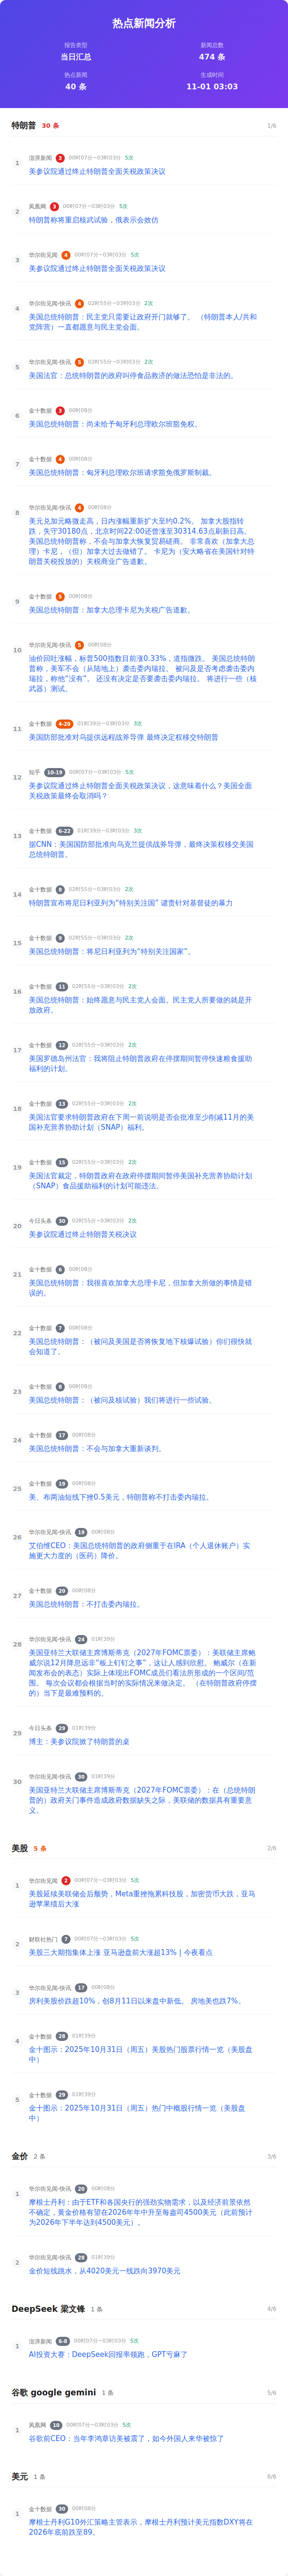 热点新闻分析
报告类型
当日汇总
新闻总数
474 条
热点新闻
40 条
生成时间
11-01 03:03
特朗普 30 条 1/6
1
澎湃新闻 3 00时07分~03时03分 5次
美参议院通过终止特朗普全面关税政策决议
2
凤凰网 3 00时07分~03时03分 5次
特朗普称将重启核武试验，俄表示会效仿
3
华尔街见闻 4 00时07分~03时03分 5次
美参议院通过终止特朗普全面关税政策决议
4
华尔街见闻-快讯 4 02时55分~03时03分 2次
美国总统特朗普：民主党只需要让政府开门就够了。（特朗普本人/共和
党阵营）一直都愿意与民主党会面。
5
华尔街见闻-快讯 5 02时55分~03时03分 2次
美国法官：总统特朗普的政府叫停食品救济的做法恐怕是非法的。
6
金十数据 3 00时08分
美国总统特朗普：尚未给予匈牙利总理欧尔班豁免权。
7
金十数据 4 00时08分
美国总统特朗普：匈牙利总理欧尔班请求豁免俄罗斯制裁。
8
华尔街见闻-快讯 4 00时08分
美元兑加元略微走高，日内涨幅重新扩大至约0.2%。 加拿大股指转
跌，失守30180点，北京时间22:00还曾涨至30314.63点刷新日高。
美国总统特朗普称，不会与加拿大恢复贸易磋商。 非常喜欢（加拿大总
理）卡尼，（但）加拿大过去做错了。 卡尼为（安大略省在美国针对特
朗普关税投放的）关税商业广告道歉。
9
金十数据 5 00时08分
美国总统特朗普：加拿大总理卡尼为关税广告道歉。
10
华尔街见闻-快讯 5 00时08分
油价回吐涨幅，标普500指数目前涨0.33%，道指微跌。 美国总统特朗
普称，美军不会（从陆地上）袭击委内瑞拉。 被问及是否考虑袭击委内
瑞拉，称他“没有”。 还没有决定是否要袭击委内瑞拉。 将进行一些（核
武器）测试。
11
金十数据 4-20 01时39分~03时03分 3次
美国防部批准对乌提供远程战斧导弹 最终决定权移交特朗普
12
知乎 10-19 00时07分~03时03分 5次
美参议院通过终止特朗普全面关税政策决议，这意味着什么？美国全面
关税政策最终会取消吗？
13
金十数据 6-22 01时39分~03时03分 3次
据CNN：美国国防部批准向乌克兰提供战斧导弹，最终决策权移交美国
总统特朗普。
14
金十数据 8 02时55分~03时03分 2次
特朗普宣布将尼日利亚列为“特别关注国” 谴责针对基督徒的暴力
15
金十数据 9 02时55分~03时03分 2次
美国总统特朗普：将尼日利亚列为“特别关注国家”。
16
金十数据 11 02时55分~03时03分 2次
美国总统特朗普：始终愿意与民主党人会面。民主党人所要做的就是开
放政府。
17
金十数据 12 02时55分~03时03分 2次
美国罗德岛州法官：我将阻止特朗普政府在停摆期间暂停快速粮食援助
福利的计划。
18
金十数据 13 02时55分~03时03分 2次
美国法官要求特朗普政府在下周一前说明是否会批准至少削减11月的美
国补充营养协助计划（SNAP）福利。
19
金十数据 15 02时55分~03时03分 2次
美国法官裁定，特朗普政府在政府停摆期间暂停美国补充营养协助计划
（SNAP）食品援助福利的计划可能违法。
20
今日头条 30 02时55分~03时03分 2次
美参议院通过终止特朗普关税决议
21
金十数据 6 00时08分
美国总统特朗普：我很喜欢加拿大总理卡尼，但加拿大所做的事情是错
误的。
22
金十数据 7 00时08分
美国总统特朗普：（被问及美国是否将恢复地下核爆试验）你们很快就
会知道了。
23
金十数据 8 00时08分
美国总统特朗普：（被问及核试验）我们将进行一些试验。
24
金十数据 17 00时08分
美国总统特朗普：不会与加拿大重新谈判。
25
金十数据 19 00时08分
美、布两油短线下挫0.5美元，特朗普称不打击委内瑞拉。
26
华尔街见闻-快讯 19 00时08分
艾伯维CEO：美国总统特朗普的政府侧重于在IRA（个人退休账户）实
施更大力度的（医药）降价。
27
金十数据 20 00时08分
美国总统特朗普：不打击委内瑞拉。
28
华尔街见闻-快讯 24 01时39分
美国亚特兰大联储主席博斯蒂克（2027年FOMC票委）：美联储主席鲍
威尔说12月降息远非“板上钉钉之事”，这让人感到欣慰。 鲍威尔（在新
闻发布会的表态）实际上体现出FOMC成员们看法所形成的一个区间/范
围。 每次会议都会根据当时的实际情况来做决定。 （在特朗普政府停摆
的）当下是最难预料的。
29
今日头条 29 01时39分
博主：美参议院掀了特朗普的桌
30
华尔街见闻-快讯 30 01时39分
美国亚特兰大联储主席博斯蒂克（2027年FOMC票委）：在（总统特朗
普的）政府关门事件造成政府数据缺失之际，美联储的数据具有重要意
义。
美股 5 条 2/6
1
华尔街见闻 2 00时07分~03时03分 5次
美股延续美联储会后颓势，Meta重挫拖累科技股，加密货币大跌，亚马
逊苹果绩后大涨
2
财联社热门 7 00时07分~03时03分 5次
美股三大期指集体上涨 亚马逊盘前大涨超13% | 今夜看点
3
华尔街见闻-快讯 17 00时08分
房利美股价跌超10%，创8月11日以来盘中新低。 房地美也跌7%。
4
金十数据 28 01时39分
金十图示：2025年10月31日（周五）美股热门股票行情一览（美股盘
中）
5
金十数据 29 01时39分
金十图示：2025年10月31日（周五）热门中概股行情一览（美股盘
中）
金价 2 条 3/6
1
华尔街见闻-快讯 20 00时08分
摩根士丹利：由于ETF和各国央行的强劲实物需求，以及经济前景依然
不确定，黄金价格有望在2026年年中升至每盎司4500美元（此前预计
为2026年下半年达到4500美元）。
2
华尔街见闻-快讯 28 01时39分
金价短线跳水，从4020美元一线跌向3970美元
DeepSeek 梁文锋 1 条 4/6
1
澎湃新闻 6-8 00时07分~03时03分 5次
AI投资大赛：DeepSeek回报率领跑，GPT亏麻了
谷歌 google gemini 1 条 5/6
1
凤凰网 10 00时07分~03时03分 5次
谷歌前CEO：当年李鸿章访美被震了，如今外国人来华被惊了
美元 1 条 6/6
1
金十数据 30 00时08分
摩根士丹利G10外汇策略主管表示，摩根士丹利预计美元指数DXY将在
2026年底前跌至89。